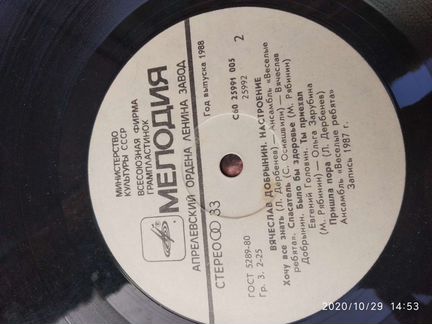 МИНИСТЕРСТВО
КУЛЬТУРЫ СССР
ВСЕСОЮЗНАЯ ФИРМА
ГРАМПЛАСТИНОК
МЕЛОДИЯ
АПРЕЛЕВСКИЙ ОРДЕНА ЛЕНИНА ЗАВОД
Год выпуска 1988
СТЕРЕО 33
С60 25991 005
25992
2
ГОСТ 5289-80
Гр. 3. 2-25
ВЯЧЕСЛАВ ДОБРЫНИН. НАСТРОЕНИЕ
Хочу все знать (Л. Дербенев) — Ансамбль «Веселые
ребята». Спасатель (С. Осиашвили) — Вячеслав
Добрынин. Было бы здоровье (М. Рябинин) —
Евгений Головин. Ты приехал
(М. Рябинин) — Ольга Зарубина
Пришла пора (Л. Дербенев)
Ансамбль «Веселые ребята»
Запись 1987 г.
2020/10/29 14:53